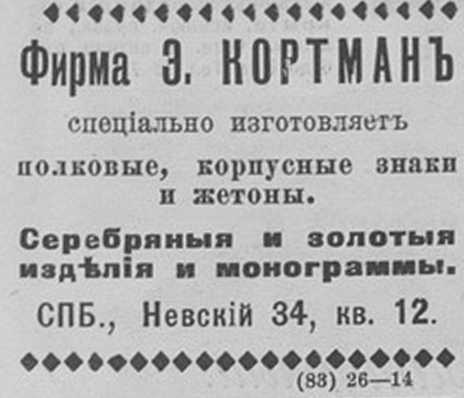 Фирма Э. КОРТМАНЪ
спеціально изготовляетъ
полковые, корпусные знаки
и жетоны.
Серебряныя и золотыя
издѣлія и монограммы.
СПБ., Невскій 34, кв. 12.
(83) 26—14